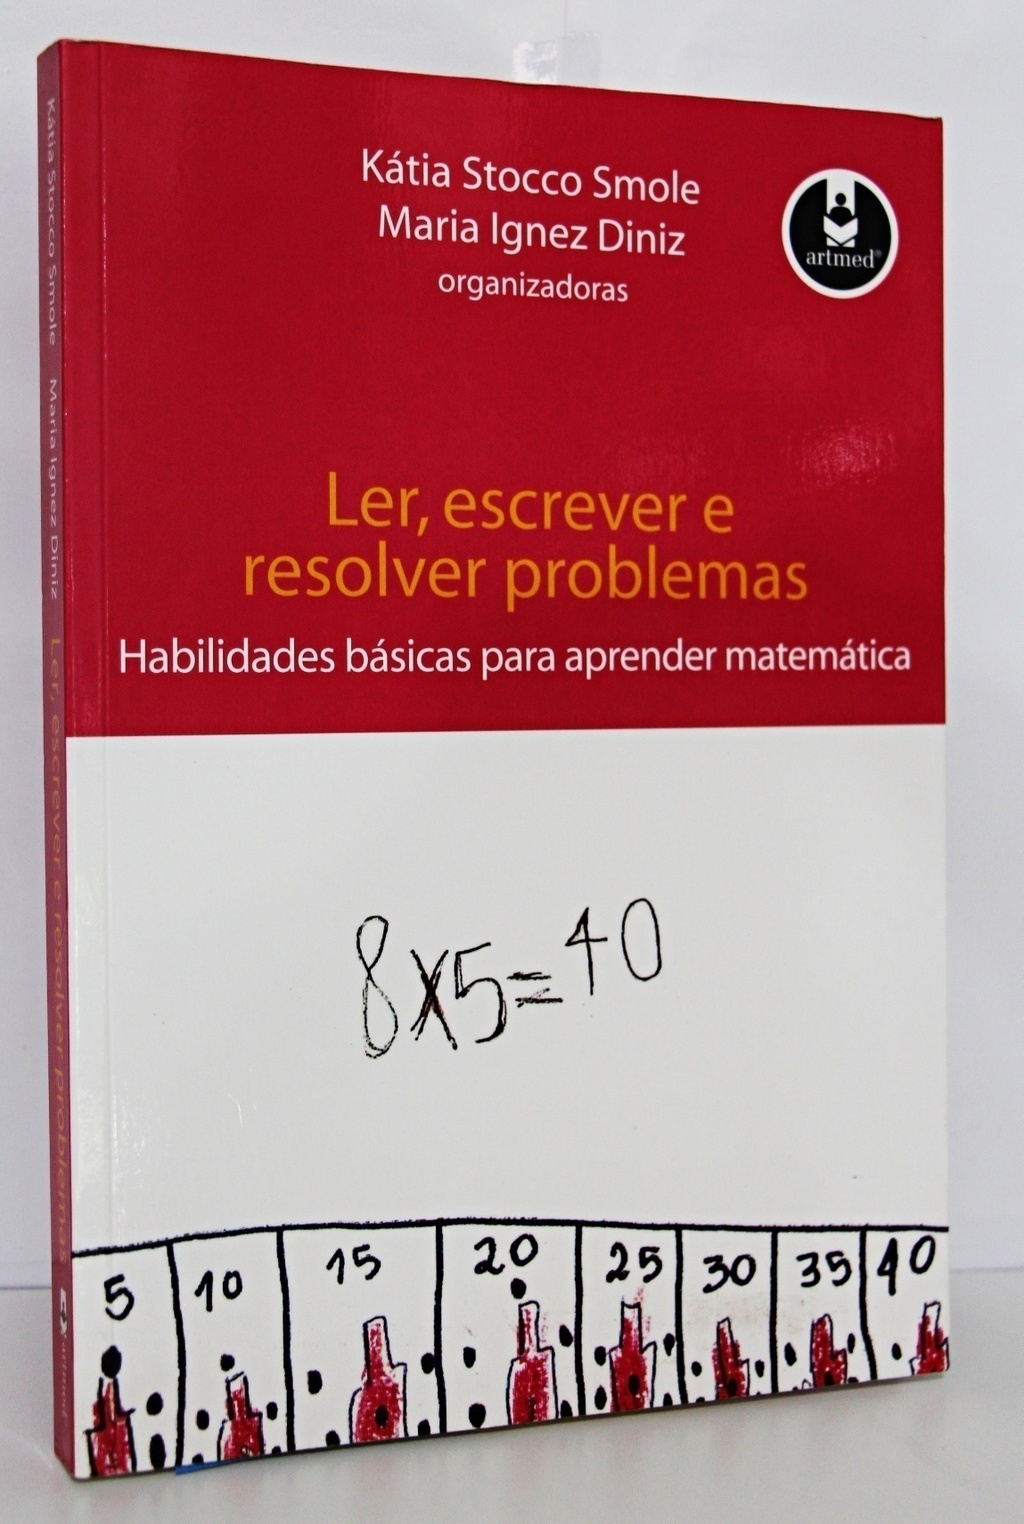 Kátia Stocco Smole
Maria Ignez Diniz
organizadoras
artmed®
Ler, escrever e
resolver problemas
Habilidades básicas para aprender matemática
8x5=40
5 10 15 20 25 30 35 40
Kátia Stocco Smole Maria Ignez Diniz Ler, escrever e resolver problemas artmed